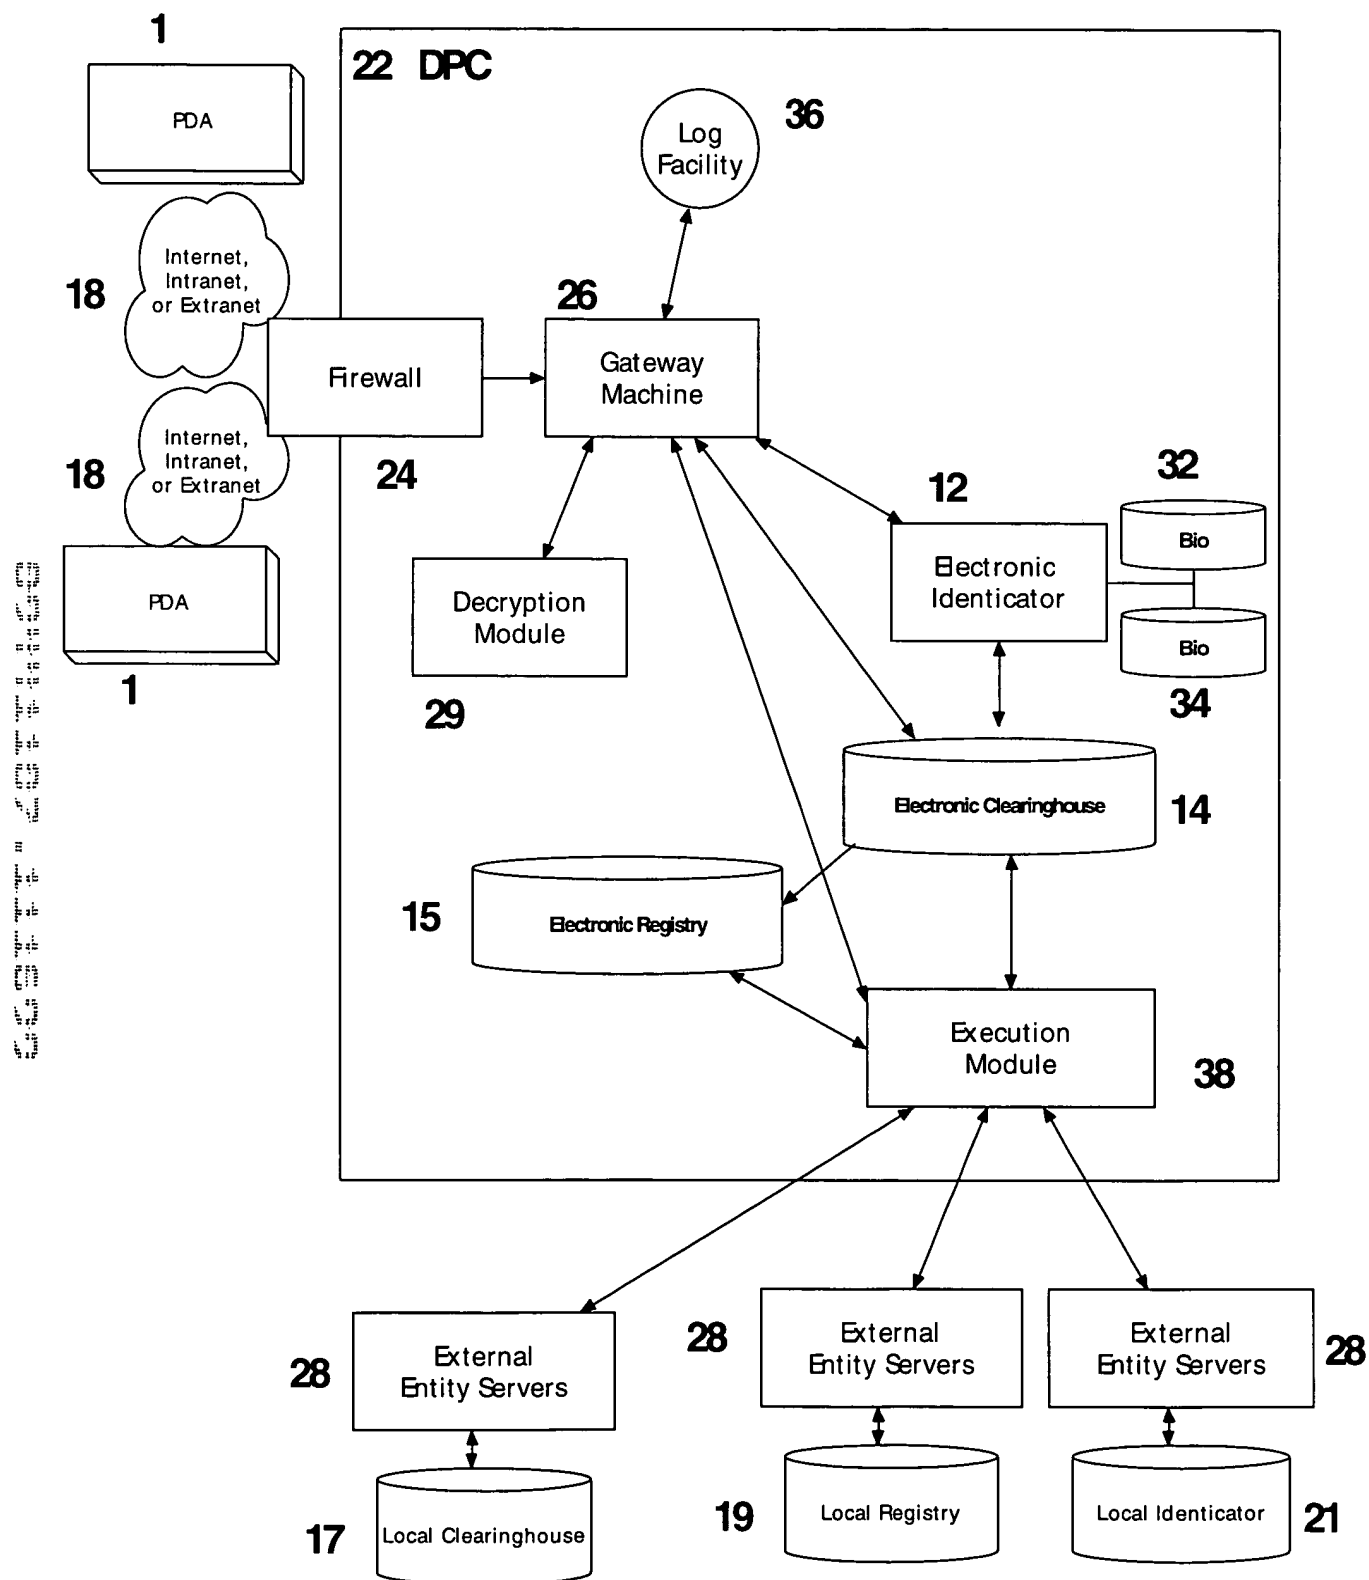 1
22 DPC
PDA
36
Log
Facility
Internet,
Intranet,
or Extranet
18
26
Firewall
Gateway
Machine
Internet,
Intranet,
or Extranet
18
24
32
12
Bio
Electronic
Identicator
PDA
Decryption
Module
Bio
1
29
34
Electronic Clearinghouse
14
15
Electronic Registry
Execution
Module
38
28
External
Entity Servers
28
External
Entity Servers
External
Entity Servers
28
17
Local Clearinghouse
19
Local Registry
Local Identicator
21